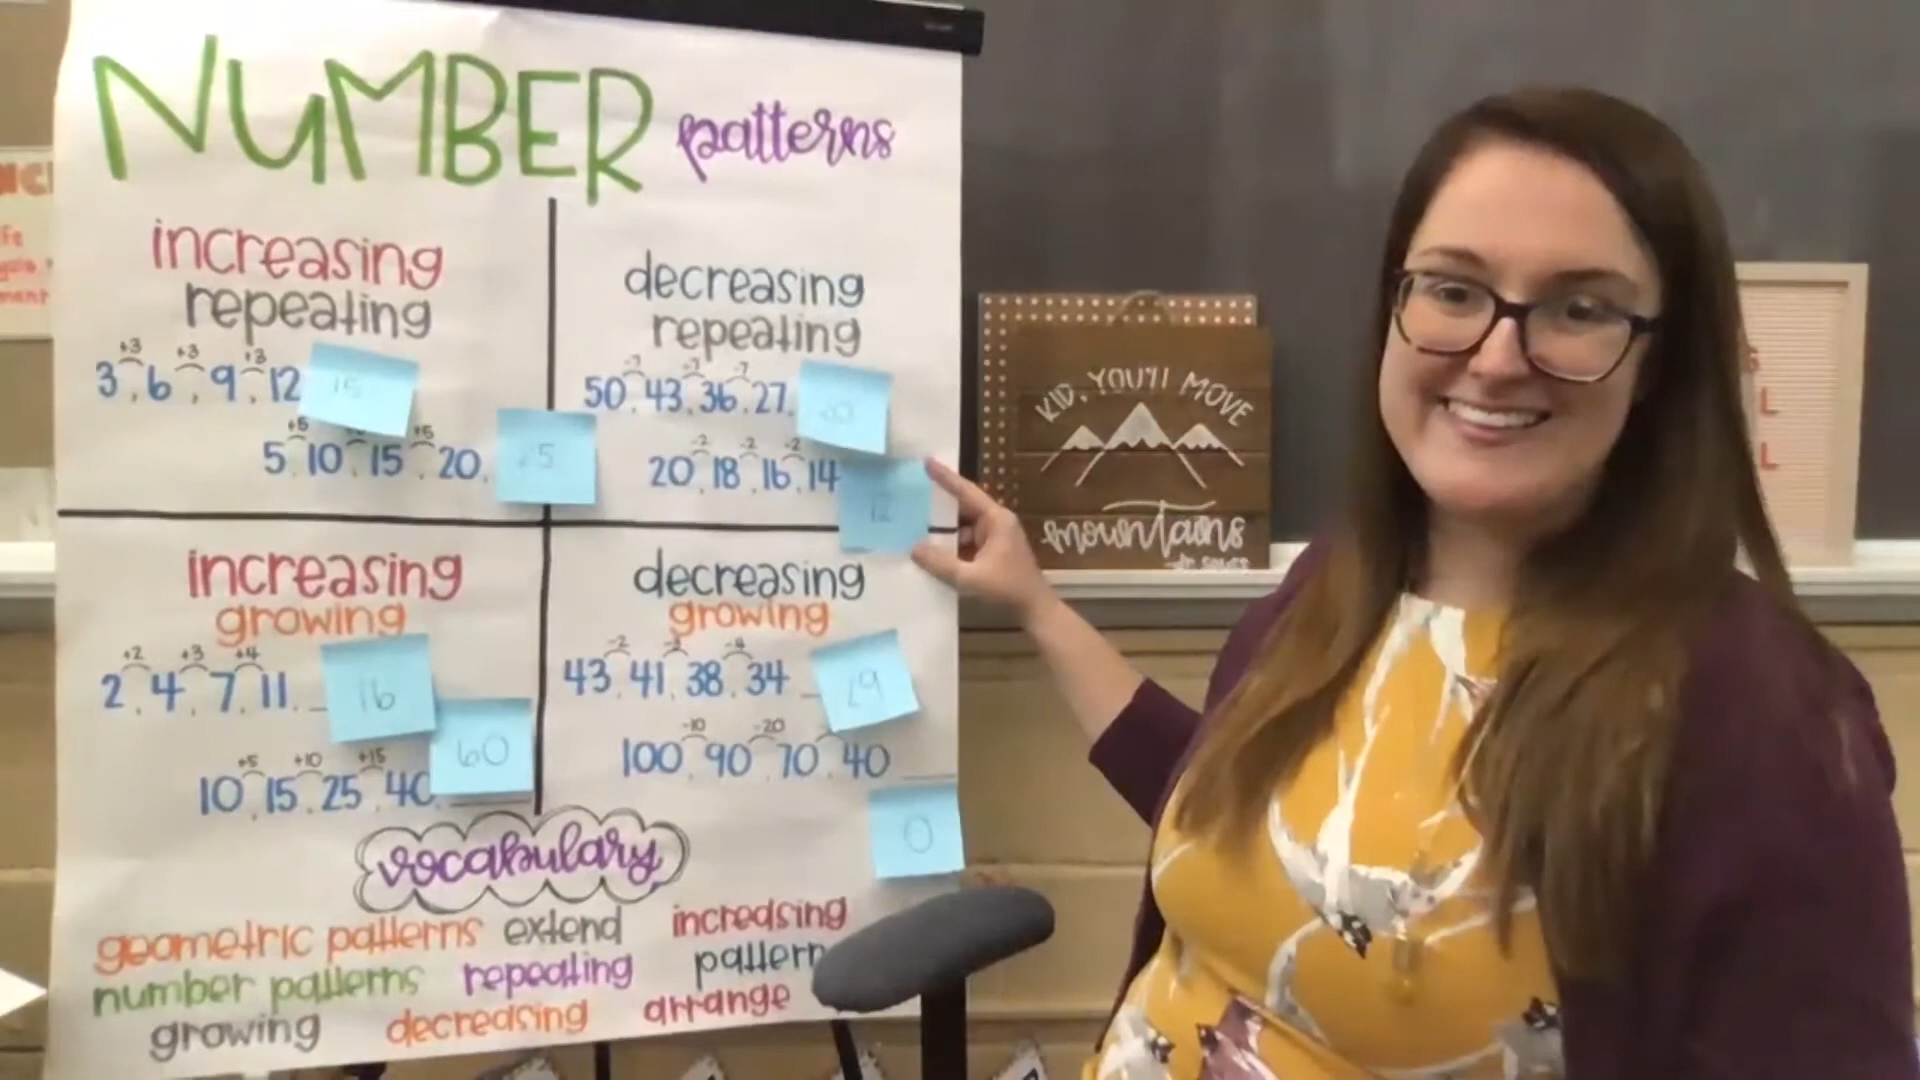 NUMBER patterns
increasing
repeating
+3 +3 +3
3, 6, 9, 12 15
+5 +5
5, 10, 15, 20, 25
decreasing
repeating
-7 -7 -7
50, 43, 36, 27, 20
-2 -2 -2
20, 18, 16, 14 12
increasing
growing
+2 +3 +4
2, 4, 7, 11, _ 16
+5 +10 +15
10, 15, 25, 40, 60
decreasing
growing
-2 -3 -4
43, 41, 38, 34 _ 29
-10 -20
100, 90, 70, 40 _
0
vocabulary
geometric patterns extend increasing
number patterns repeating pattern
growing decreasing arrange
KID, YOU'll MOVE
mountains
-dr. seuss